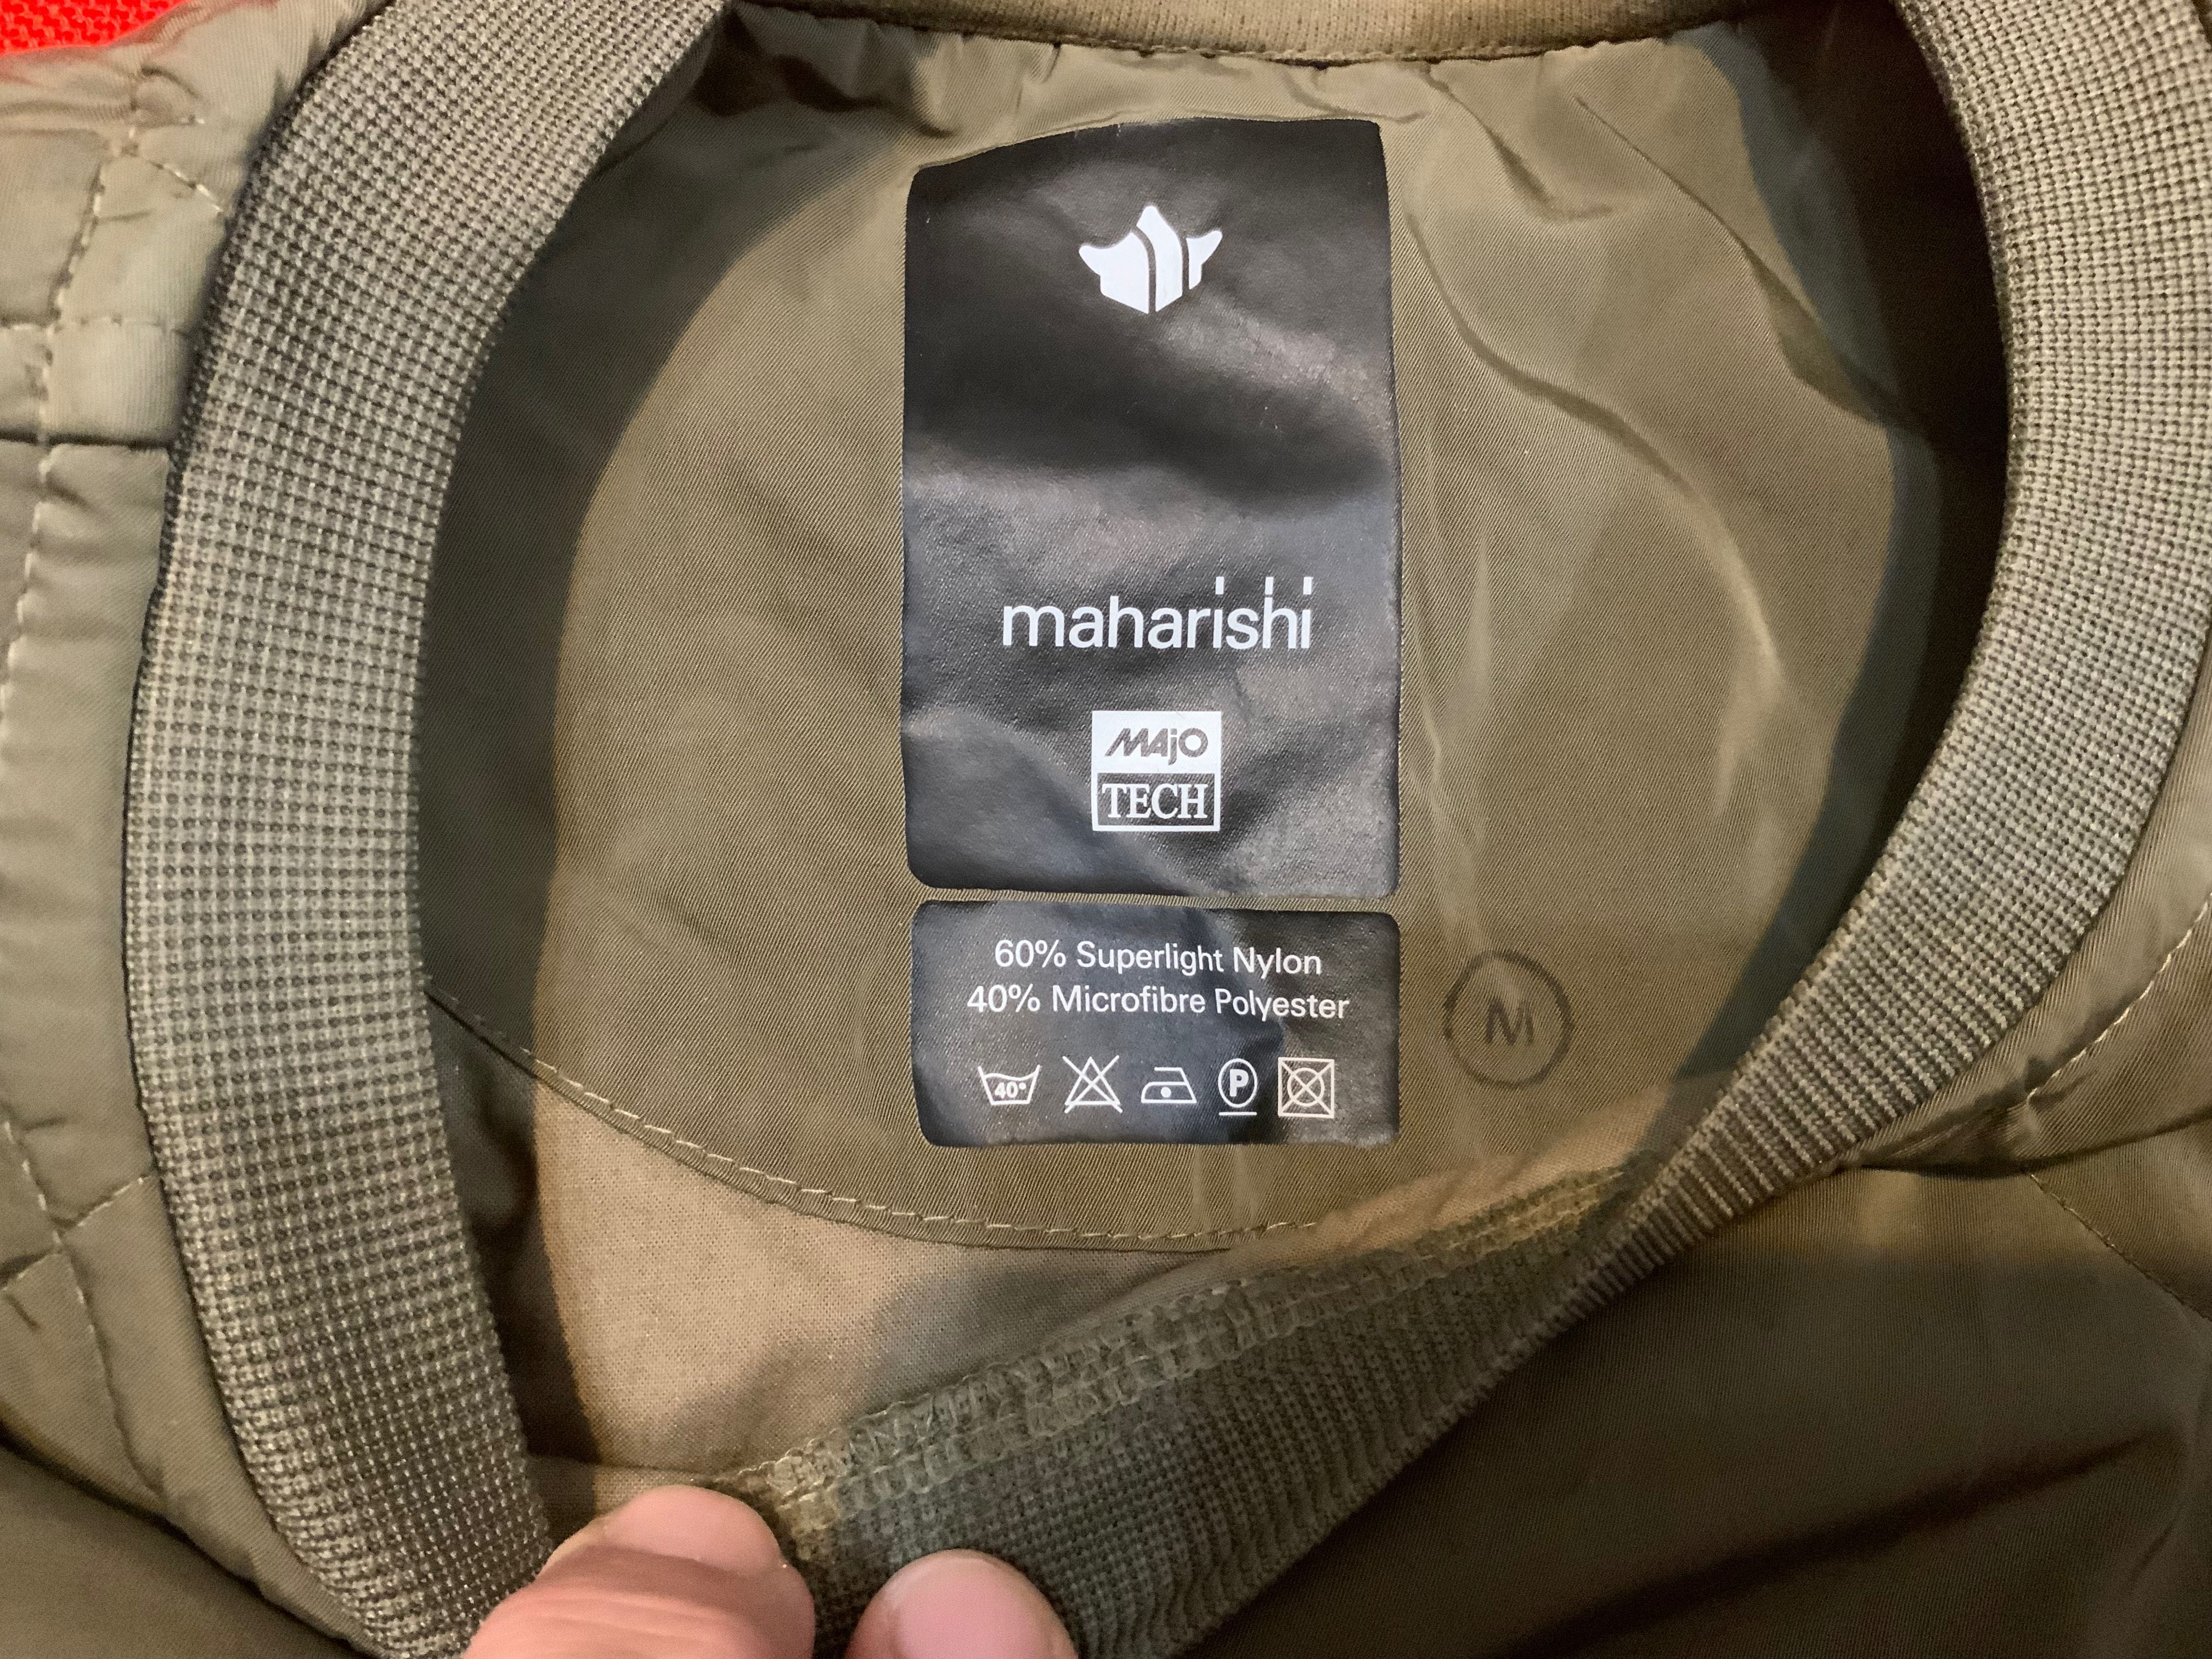 maharishi
MAjO
TECH
60% Superlight Nylon
40% Microfibre Polyester
M
40°
P